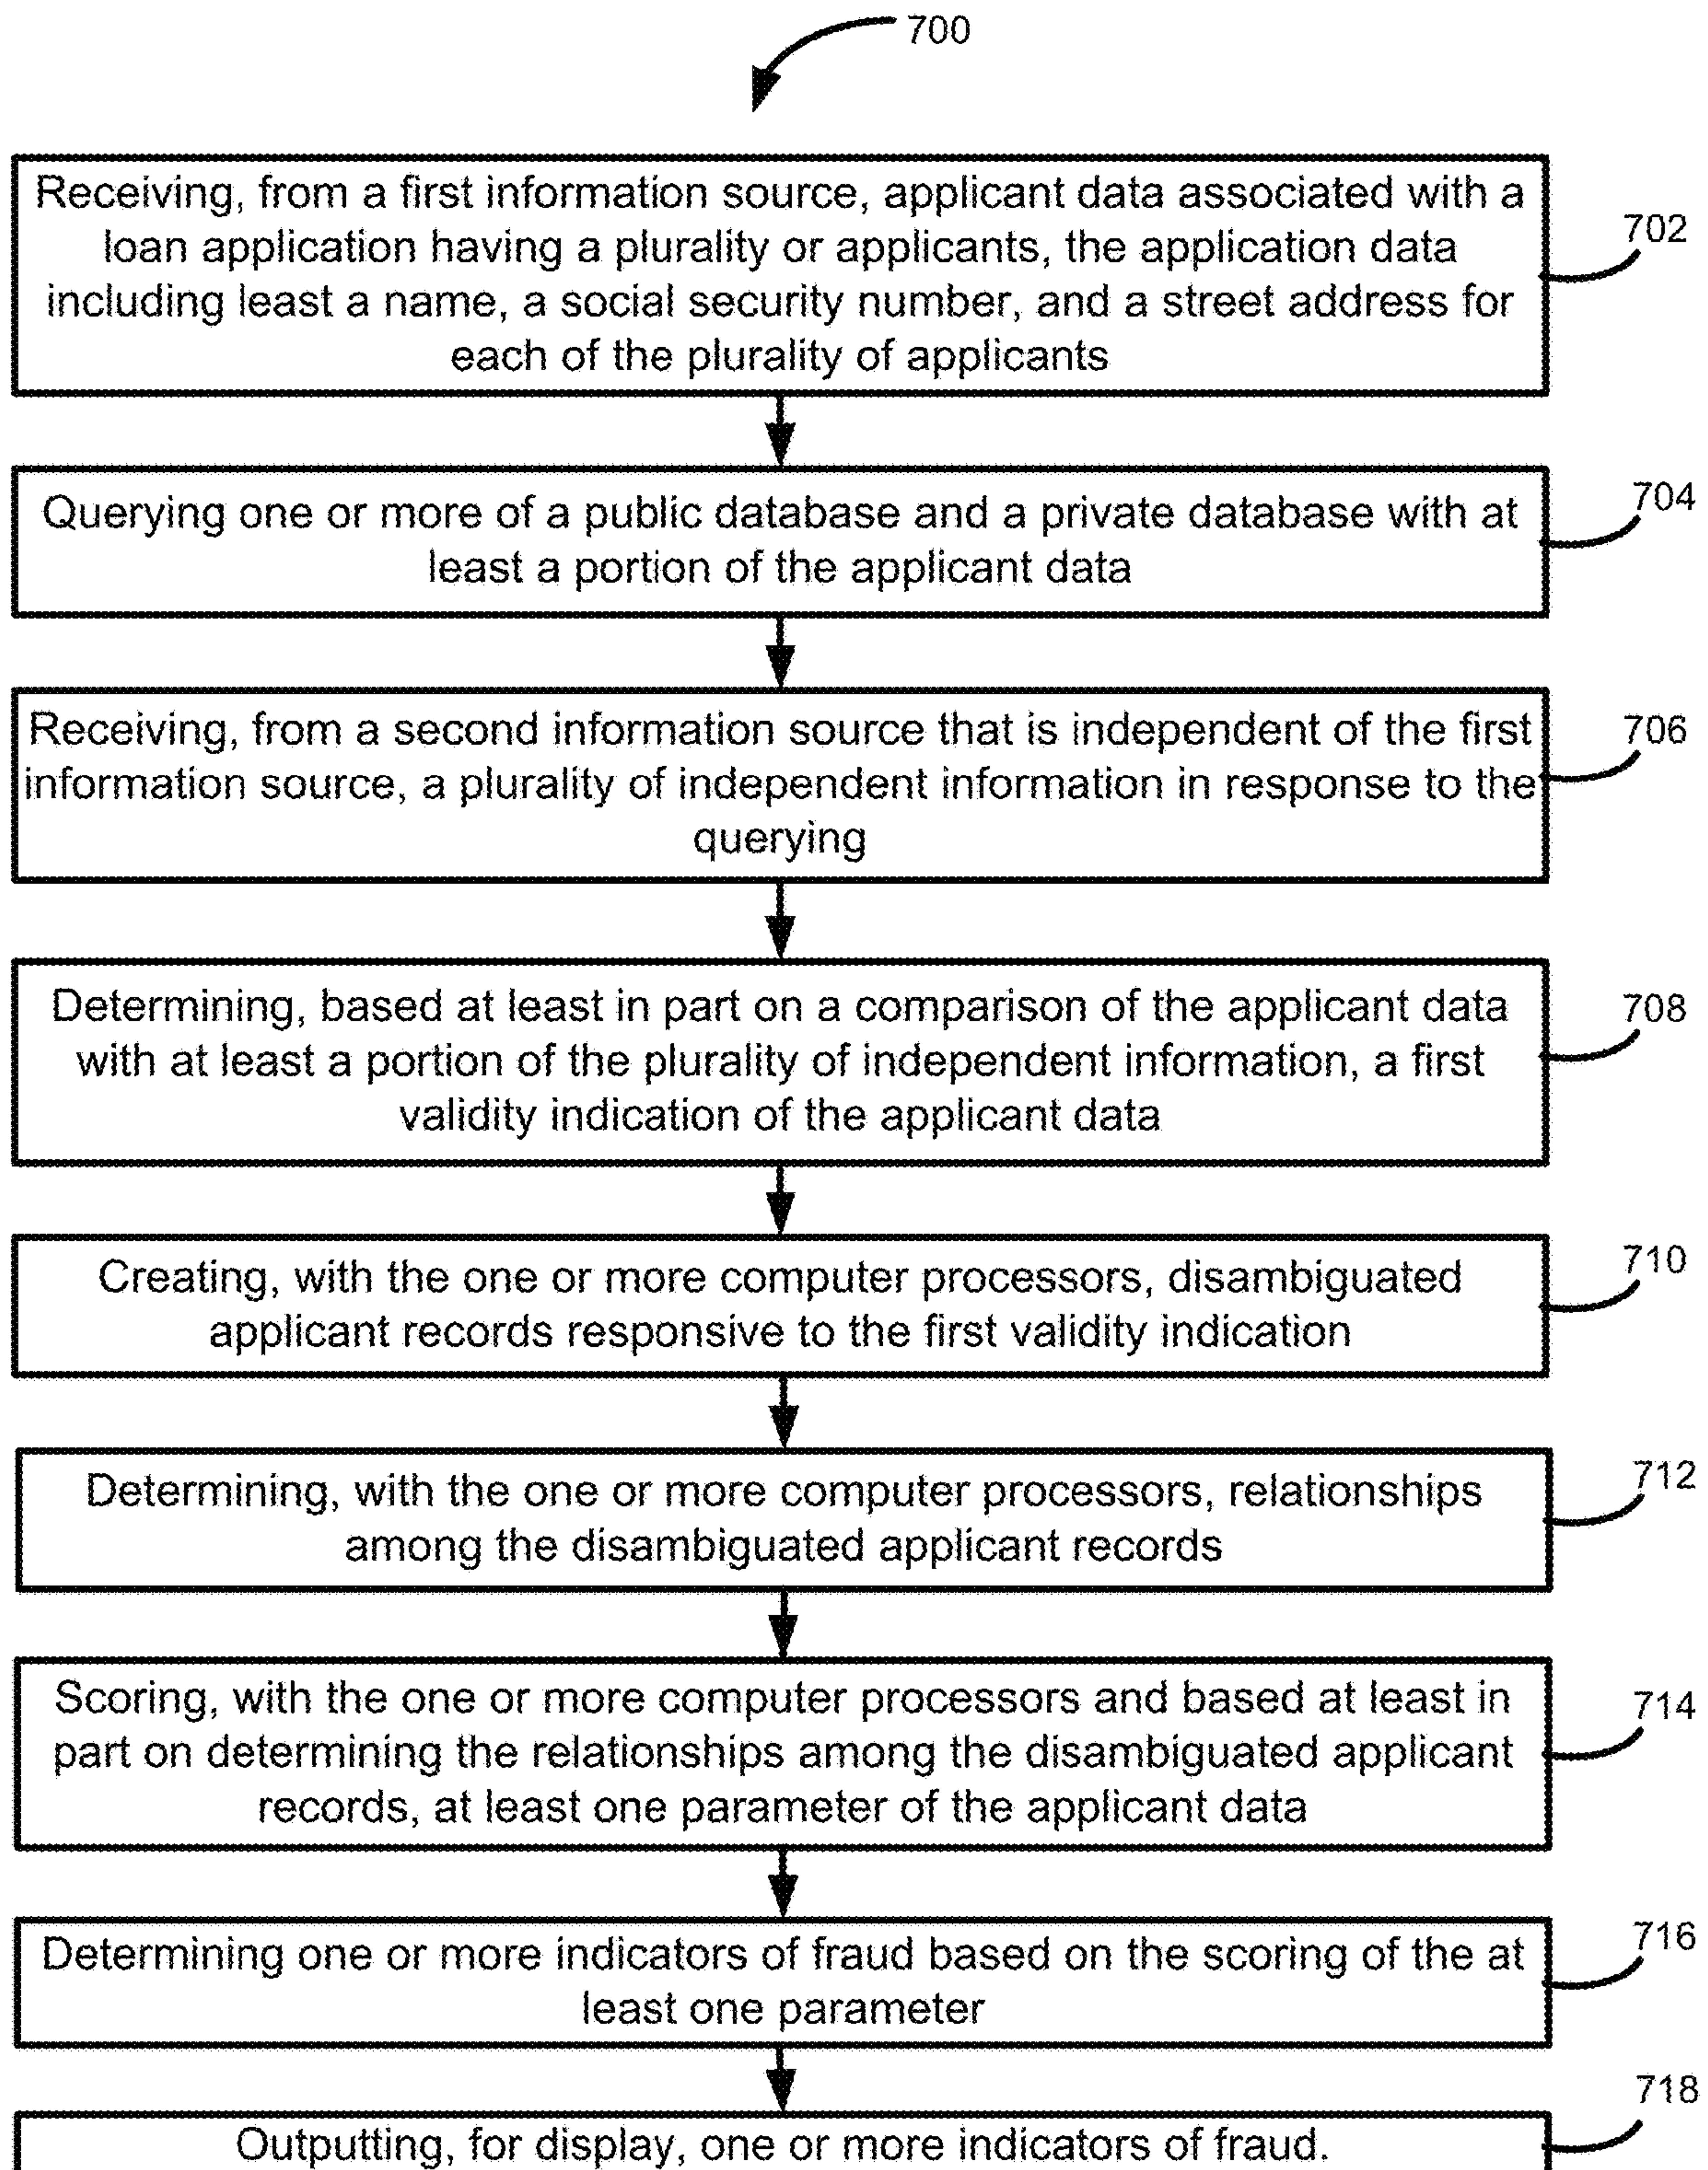 700
Receiving, from a first information source, applicant data associated with a
loan application having a plurality or applicants, the application data
including least a name, a social security number, and a street address for
each of the plurality of applicants
702
Querying one or more of a public database and a private database with at
least a portion of the applicant data
704
Receiving, from a second information source that is independent of the first
information source, a plurality of independent information in response to the
querying
706
Determining, based at least in part on a comparison of the applicant data
with at least a portion of the plurality of independent information, a first
validity indication of the applicant data
708
Creating, with the one or more computer processors, disambiguated
applicant records responsive to the first validity indication
710
Determining, with the one or more computer processors, relationships
among the disambiguated applicant records
712
Scoring, with the one or more computer processors and based at least in
part on determining the relationships among the disambiguated applicant
records, at least one parameter of the applicant data
714
Determining one or more indicators of fraud based on the scoring of the at
least one parameter
716
Outputting, for display, one or more indicators of fraud.
718